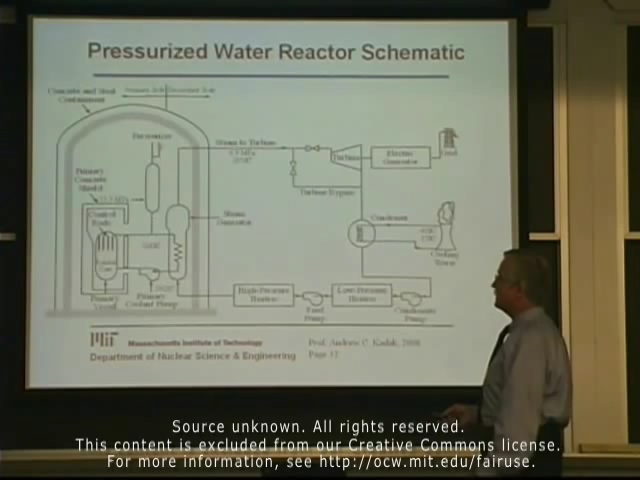 Pressurized Water Reactor Schematic
Concrete and Steel
Containment
Pressurizer
Steam to Turbine
Turbine
Electric
Generator
Primary
Concrete
Shield
Turbine Bypass
Control
Rods
Steam
Generator
Condenser
Cooling
Tower
High-Pressure
Heaters
Low-Pressure
Heaters
Primary
Vessel
Primary
Coolant Pump
Feed
Pump
Condensate
Pump
MIT
Massachusetts Institute of Technology
Department of Nuclear Science & Engineering
Prof. Andrew C. Kadak, 2008
Page 12
Source unknown. All rights reserved.
This content is excluded from our Creative Commons license.
For more information, see http://ocw.mit.edu/fairuse.